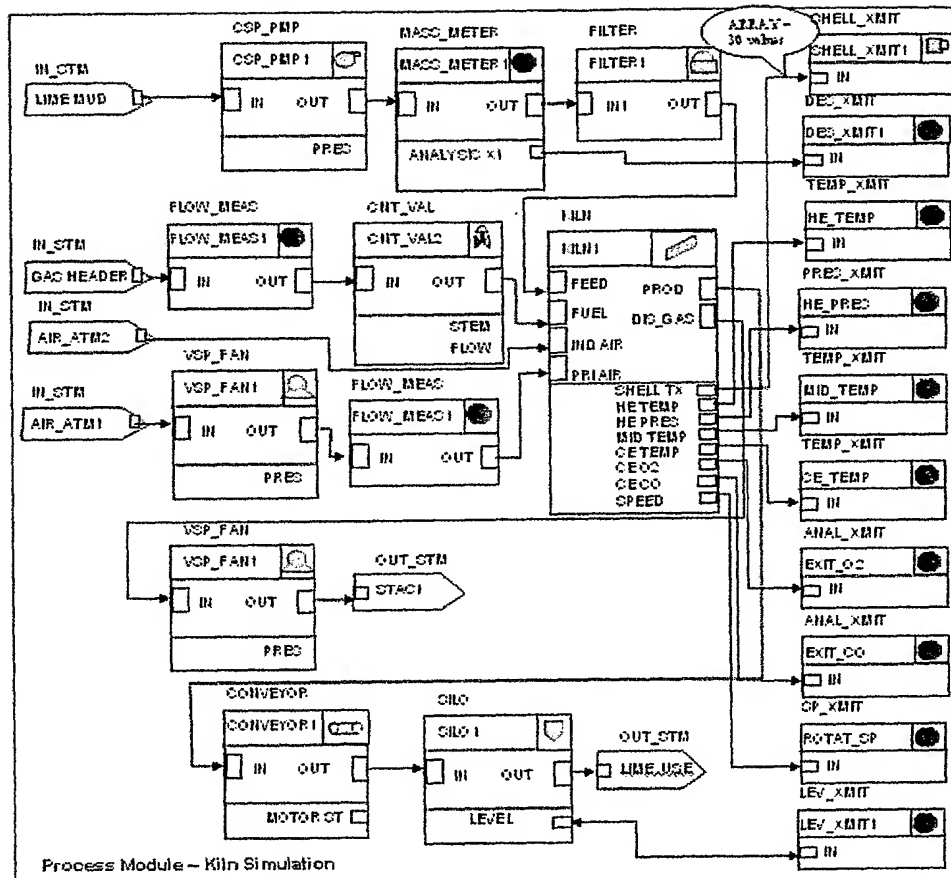 CSP_PMP
CSP_PMP1
IN OUT
PRES
MASS_METER
MASS_METER1
IN OUT
ANALYSIS X1
FILTER
FILTER1
IN1 OUT
ARRAY –
30 values
SHELL_XMIT
SHELL_XMIT1
IN
DES_XMIT
DES_XMIT1
IN
IN_STM
LIME MUD
FLOW_MEAS
FLOW_MEAS1
IN OUT
CNT_VAL
CNT_VAL2
IN OUT
STEM
FLOW
KILN
KILN1
FEED PROD
FUEL DIS_GAS
IND AIR
PRI AIR
SHELL TX
HE TEMP
HE PRES
MID TEMP
CE TEMP
CE O2
CE CO
SPEED
TEMP_XMIT
HE_TEMP
IN
IN_STM
GAS HEADER
IN_STM
AIR_ATM2
PRES_XMIT
HE_PRES
IN
VSP_FAN
VSP_FAN1
IN OUT
PRES
FLOW_MEAS
FLOW_MEAS1
IN OUT
IN_STM
AIR_ATM1
TEMP_XMIT
MID_TEMP
IN
TEMP_XMIT
CE_TEMP
IN
VSP_FAN
VSP_FAN1
IN OUT
PRES
OUT_STM
ANAL_XMIT
EXIT_O2
IN
ANAL_XMIT
EXIT_CO
IN
CONVEYOR
CONVEYOR1
IN OUT
MOTOR ST
SILO
SILO1
IN OUT
LEVEL
OUT_STM
LIME_USE
SP_XMIT
ROTAT_SP
IN
LEV_XMIT
LEV_XMIT1
IN
Process Module – Kiln Simulation